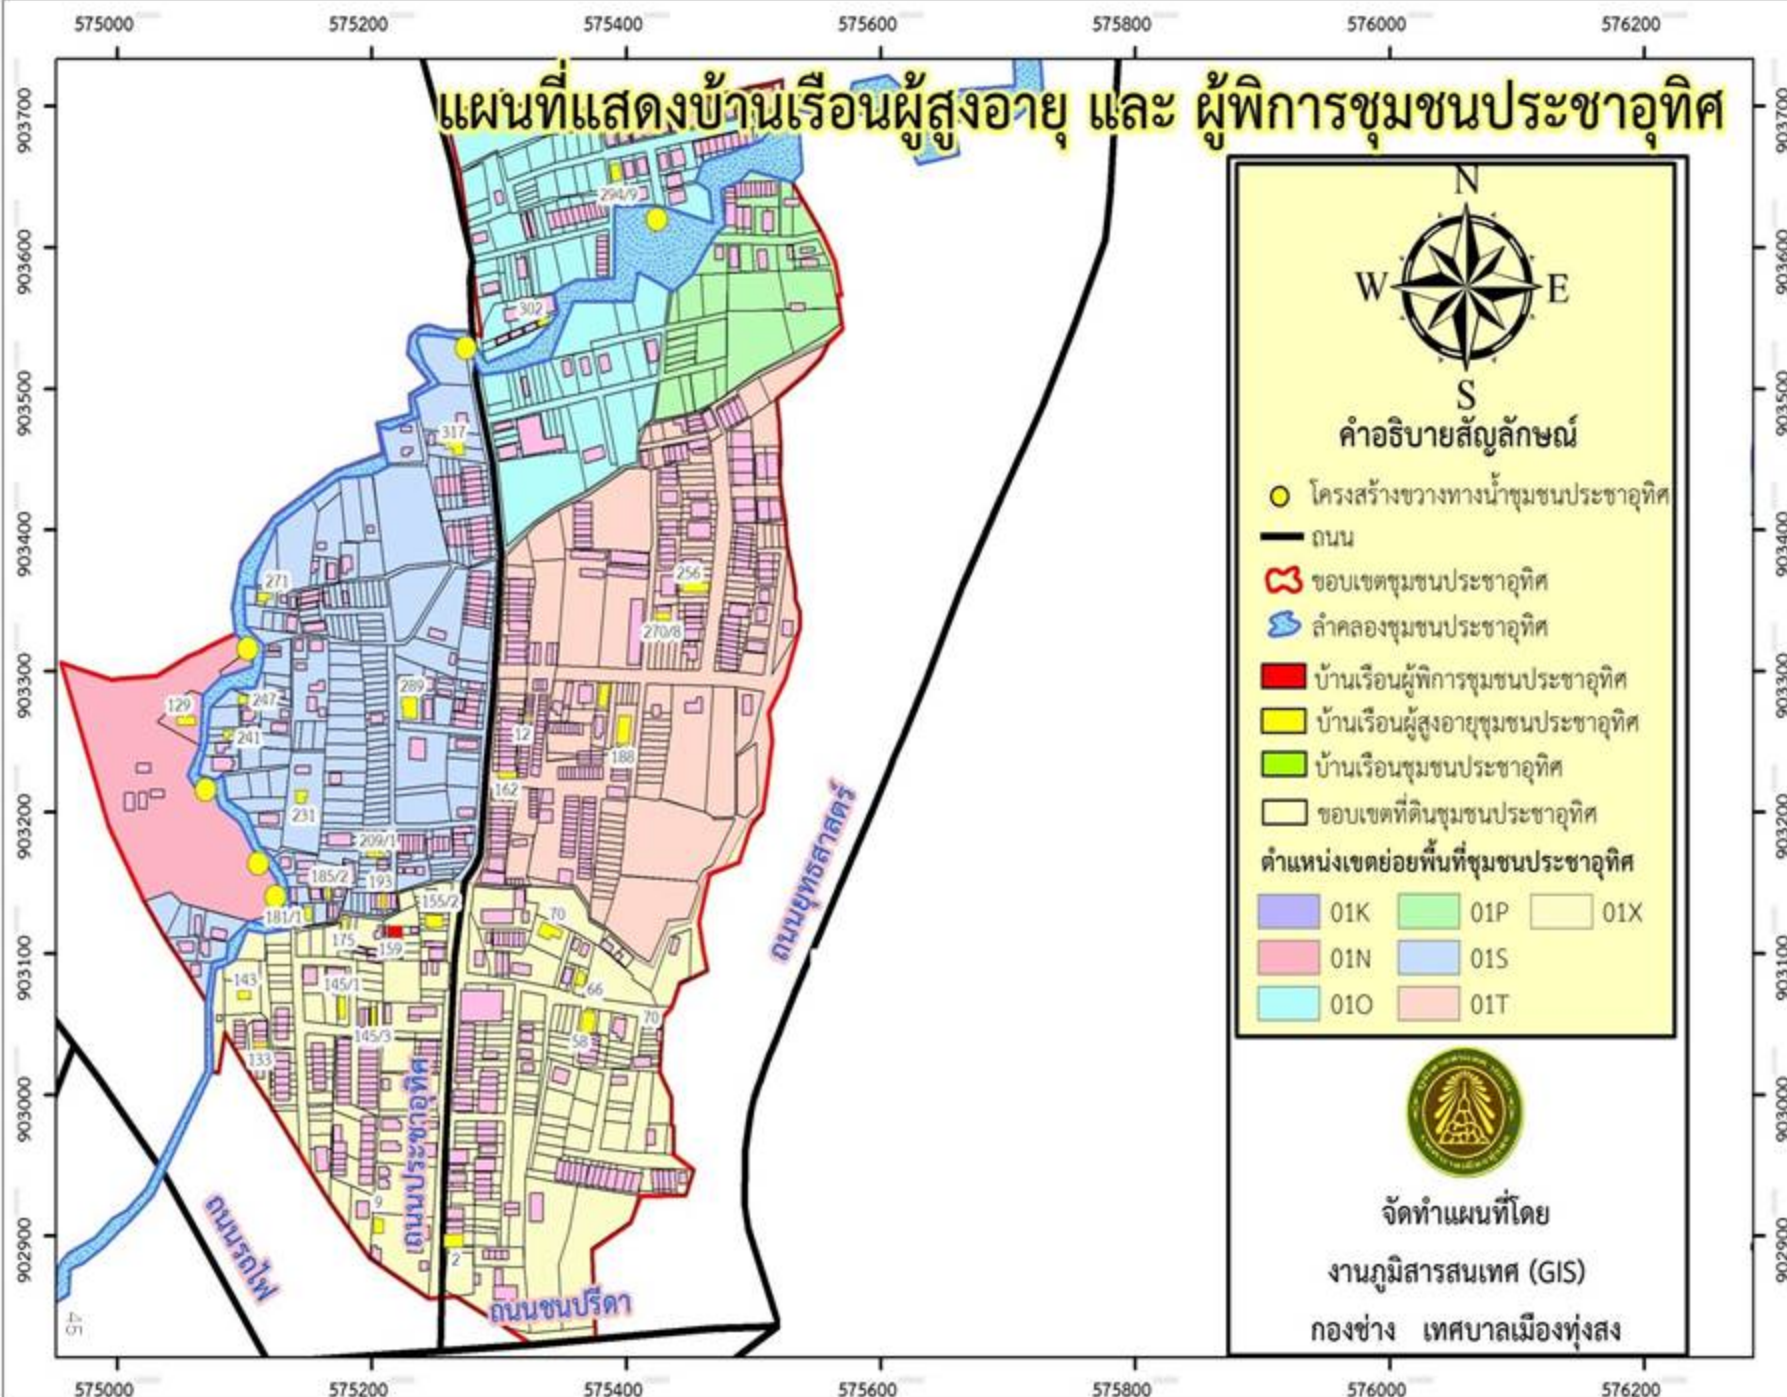 575000 575200 575400 575600 575800 576000 576200
แผนที่แสดงบ้านเรือนผู้สูงอายุ และ ผู้พิการชุมชนประชาอุทิศ
903700 903700
903600 903600
903500 903500
903400 903400
903300 903300
903200 903200
903100 903100
903000 903000
902900 902900
294/9
302
317
271
256
270/8
289
129
247
241
12
188
162
231
209/1
185/2
193
181/1
155/2
70
175
159
143
145/1
66
70
145/3
58
133
9
2
ถนนยุทธสาสตร์
ถนนประชาอุทิศ
ถนนรถไฟ
ถนนชนปรีดา
45
N
W E
S
คำอธิบายสัญลักษณ์
โครงสร้างขวางทางน้ำชุมชนประชาอุทิศ
ถนน
ขอบเขตชุมชนประชาอุทิศ
ลำคลองชุมชนประชาอุทิศ
บ้านเรือนผู้พิการชุมชนประชาอุทิศ
บ้านเรือนผู้สูงอายุชุมชนประชาอุทิศ
บ้านเรือนชุมชนประชาอุทิศ
ขอบเขตที่ดินชุมชนประชาอุทิศ
ตำแหน่งเขตย่อยพื้นที่ชุมชนประชาอุทิศ
01K 01P 01X
01N 01S
01O 01T
จัดทำแผนที่โดย
งานภูมิสารสนเทศ (GIS)
กองช่าง เทศบาลเมืองทุ่งสง
575000 575200 575400 575600 575800 576000 576200